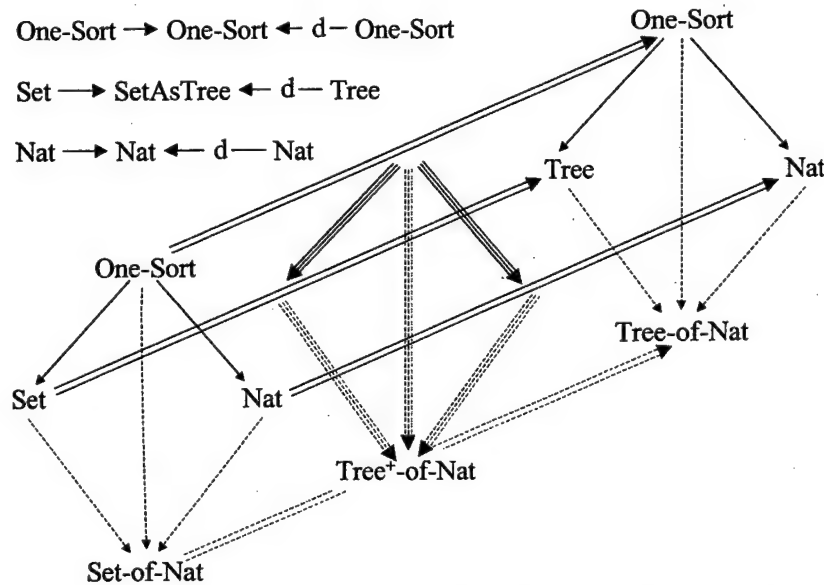 One-Sort → One-Sort ← d — One-Sort
Set → SetAsTree ← d — Tree
Nat → Nat ← d — Nat
One-Sort
Tree
Nat
One-Sort
Tree-of-Nat
Set
Nat
Tree⁺-of-Nat
Set-of-Nat